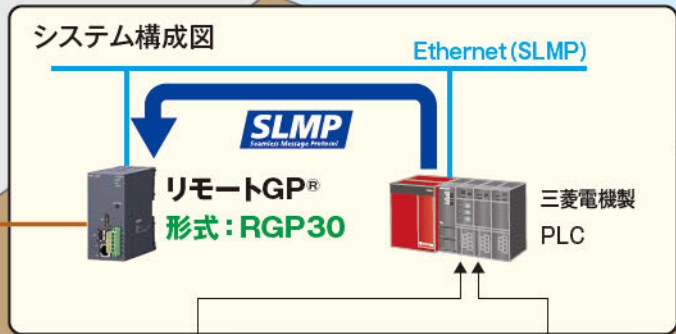 システム構成図
Ethernet(SLMP)
SLMP
Seamless Message Protocol
リモートGP®
形式：RGP30
三菱電機製
PLC